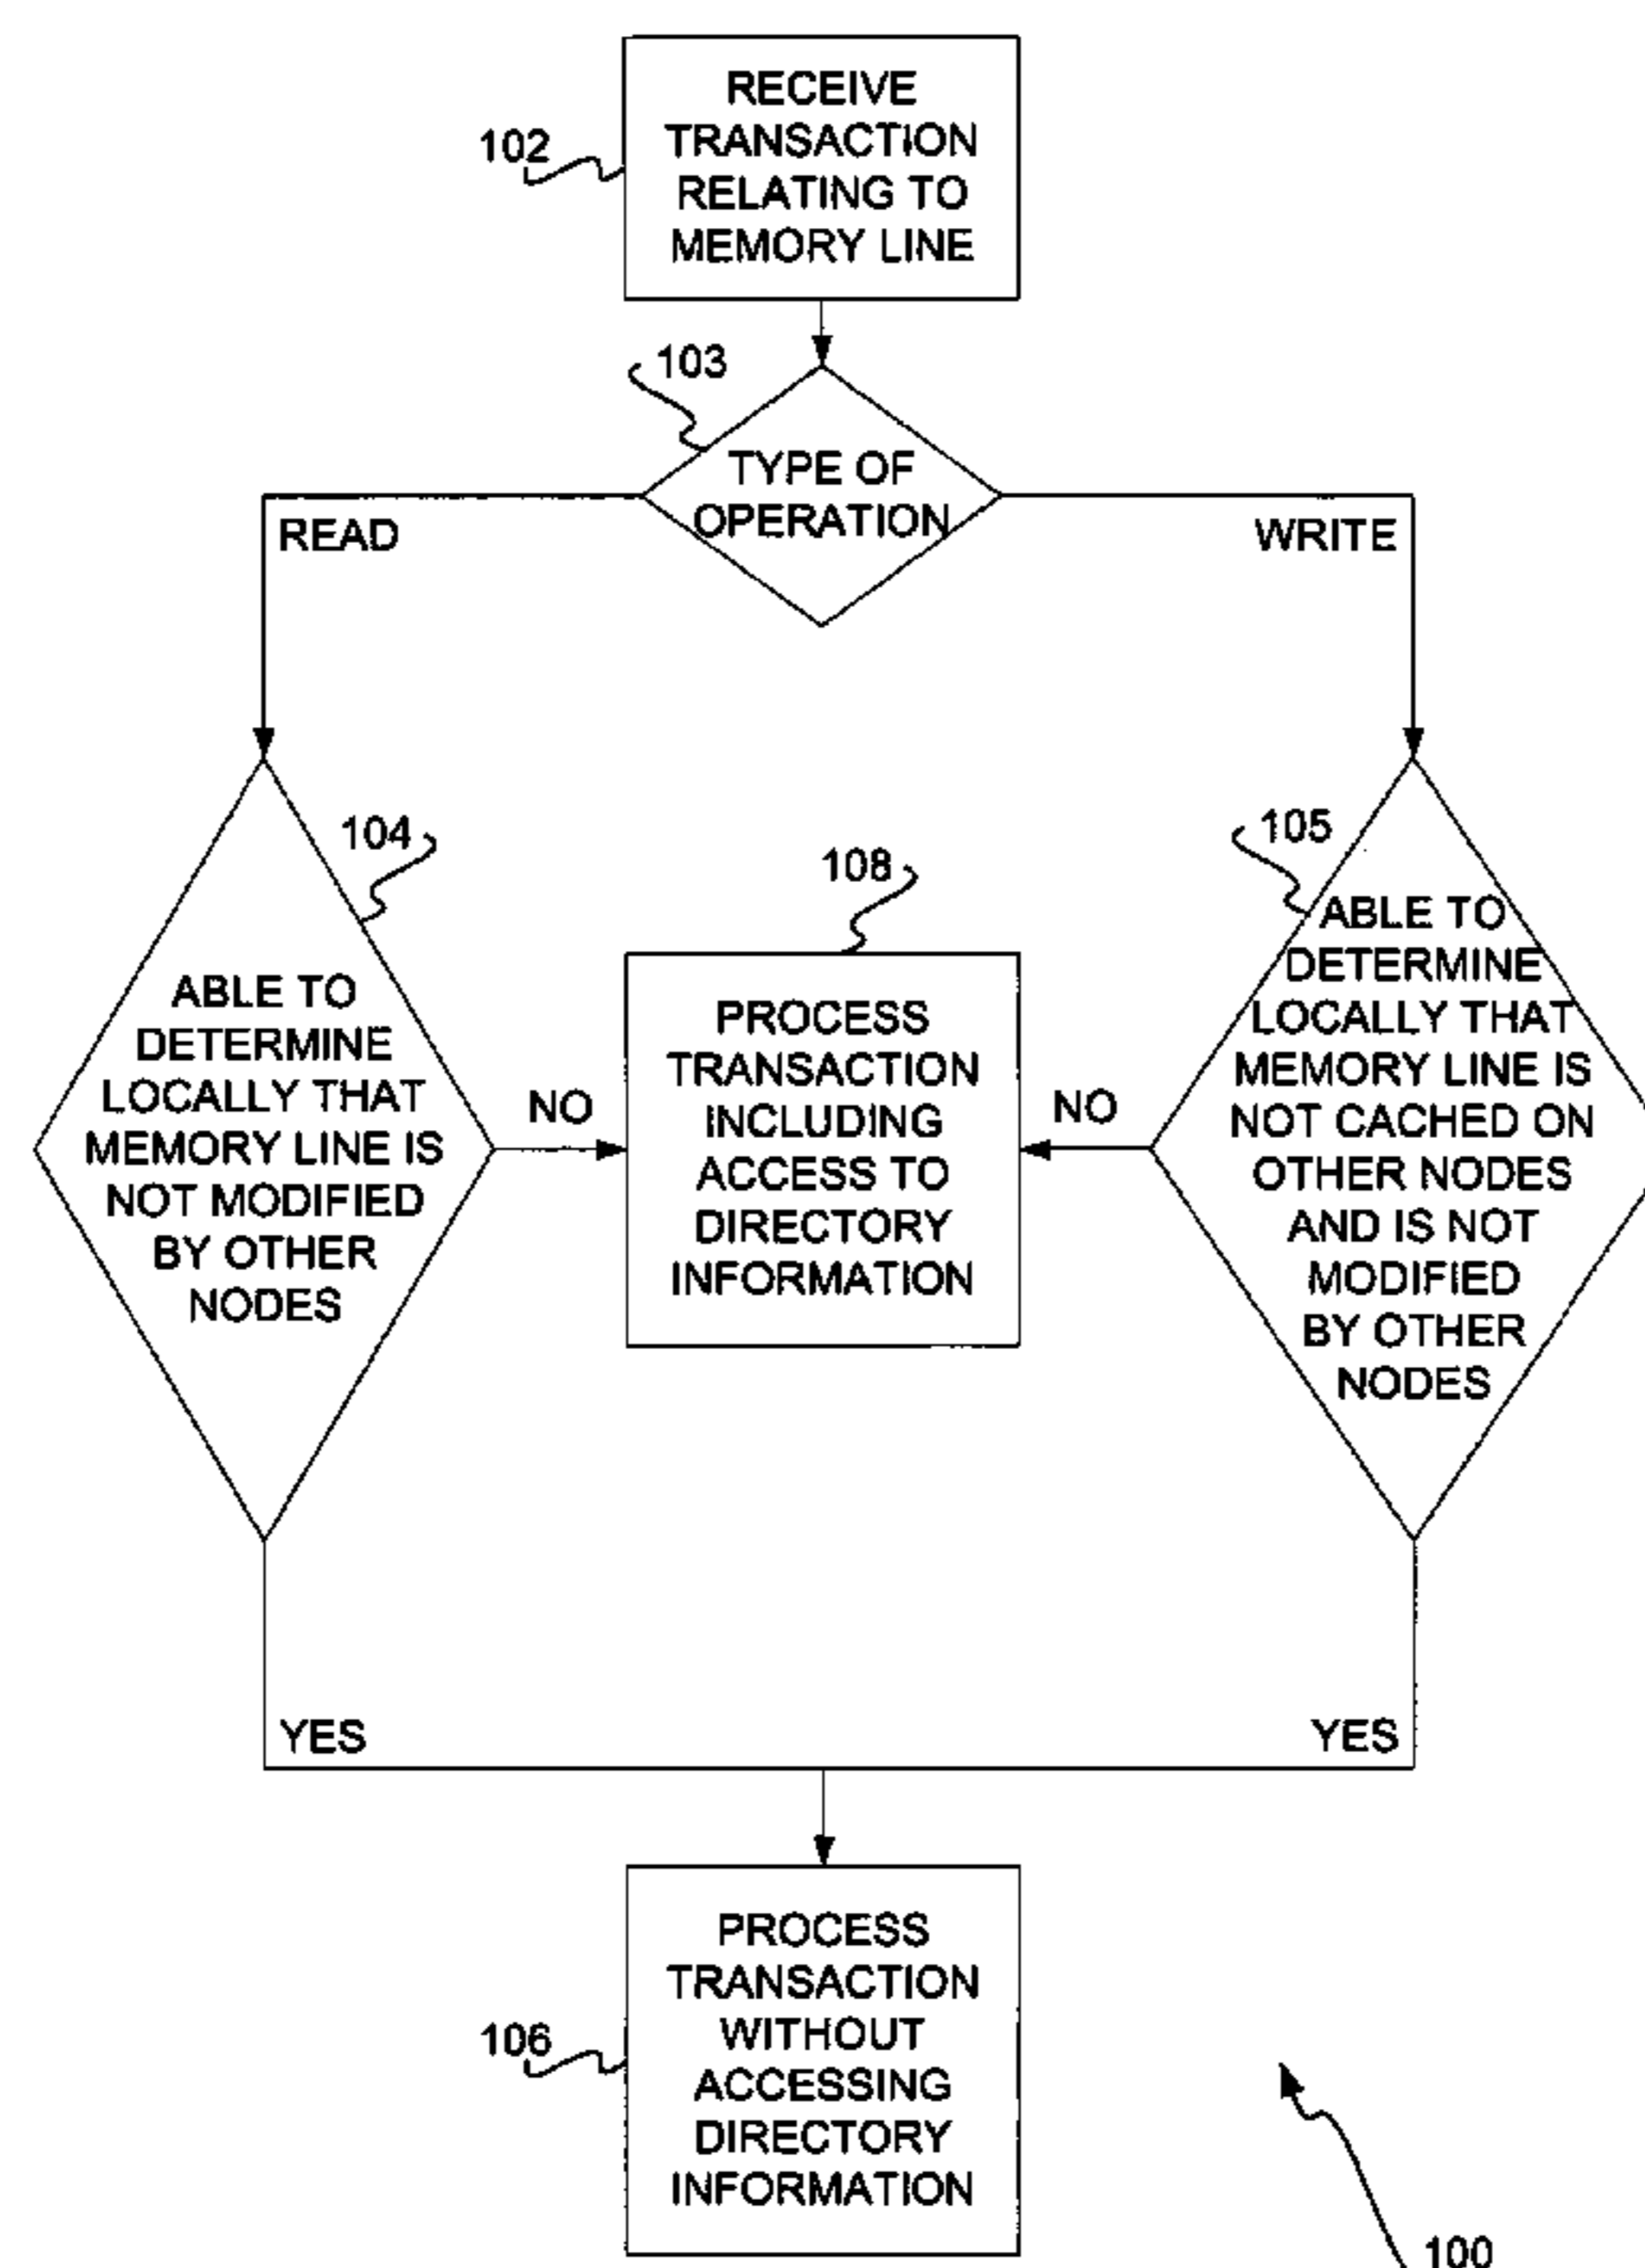 RECEIVE
TRANSACTION
RELATING TO
MEMORY LINE
102
103
TYPE OF
OPERATION
READ
WRITE
104
ABLE TO
DETERMINE
LOCALLY THAT
MEMORY LINE IS
NOT MODIFIED
BY OTHER
NODES
NO
108
PROCESS
TRANSACTION
INCLUDING
ACCESS TO
DIRECTORY
INFORMATION
NO
105
ABLE TO
DETERMINE
LOCALLY THAT
MEMORY LINE IS
NOT CACHED ON
OTHER NODES
AND IS NOT
MODIFIED
BY OTHER
NODES
YES
YES
106
PROCESS
TRANSACTION
WITHOUT
ACCESSING
DIRECTORY
INFORMATION
100